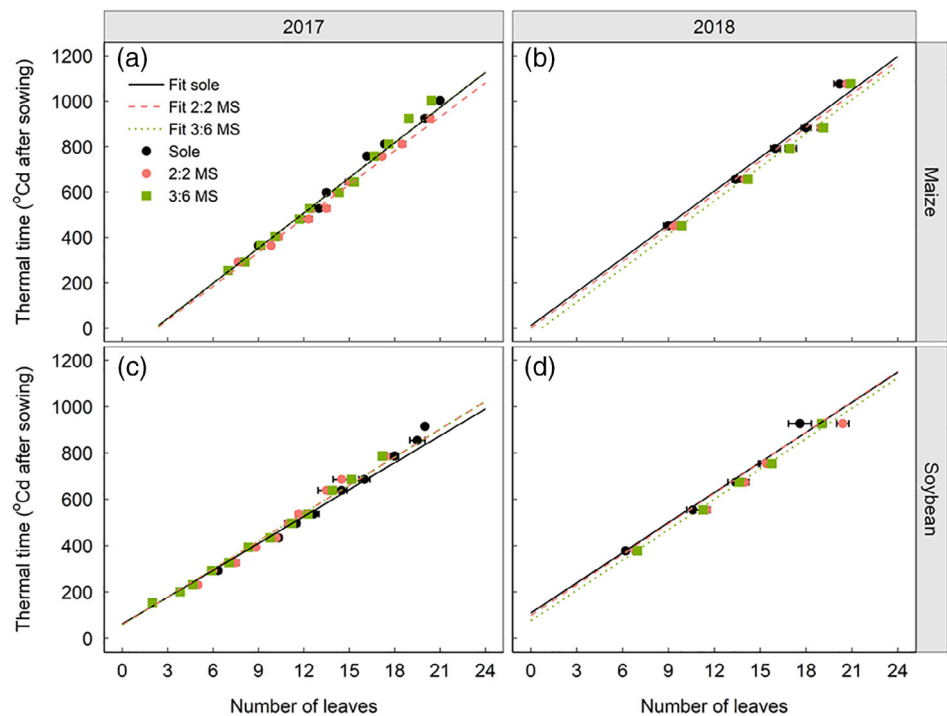 2017
2018
(a)
(b)
Fit sole
Fit 2:2 MS
Fit 3:6 MS
Sole
2:2 MS
3:6 MS
1200
1000
800
600
400
200
0
Thermal time (°Cd after sowing)
Maize
(c)
(d)
1200
1000
800
600
400
200
0
Thermal time (°Cd after sowing)
Soybean
0 3 6 9 12 15 18 21 24
0 3 6 9 12 15 18 21 24
Number of leaves
Number of leaves